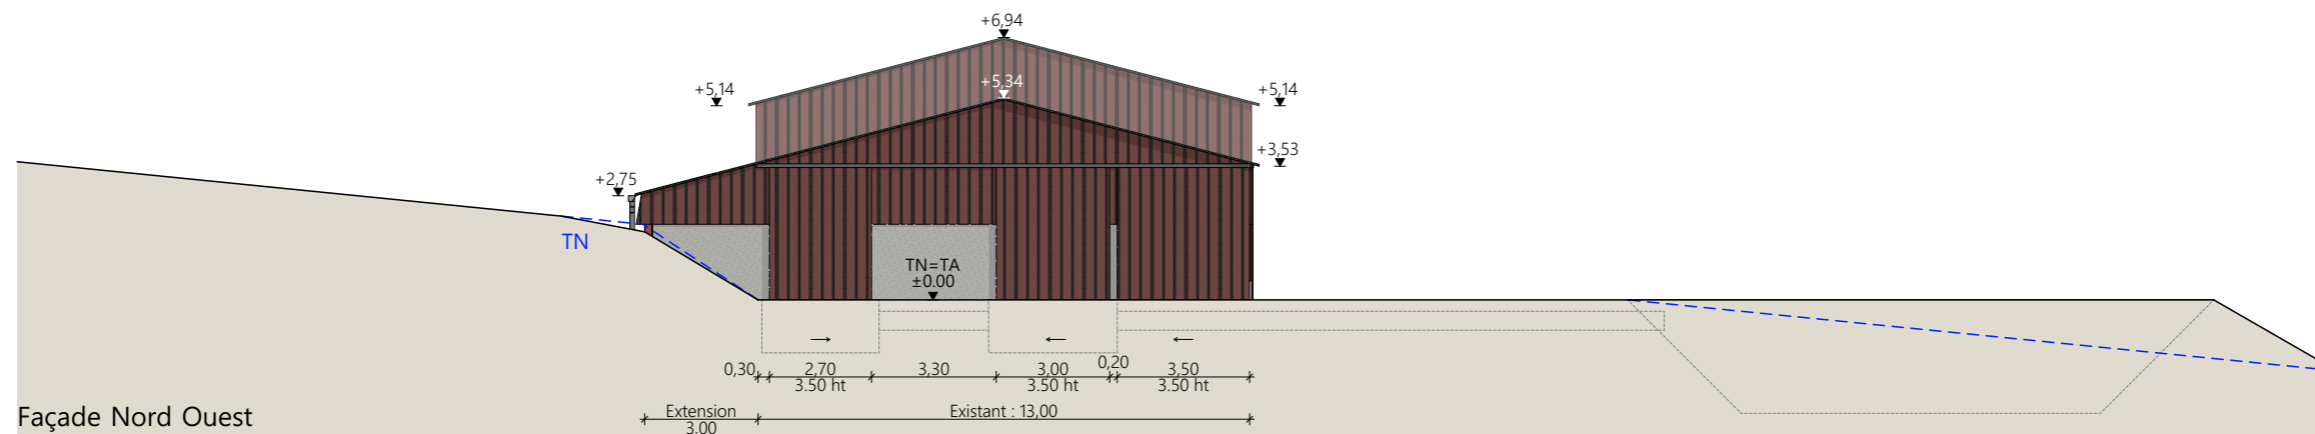 +6,94
+5,34
+5,14
+5,14
+3,53
+2,75
TN
TN=TA
±0.00
0,30
2,70
3,30
3,00
0,20
3,50
3.50 ht
3.50 ht
3.50 ht
Façade Nord Ouest
Extension
3,00
Existant : 13,00